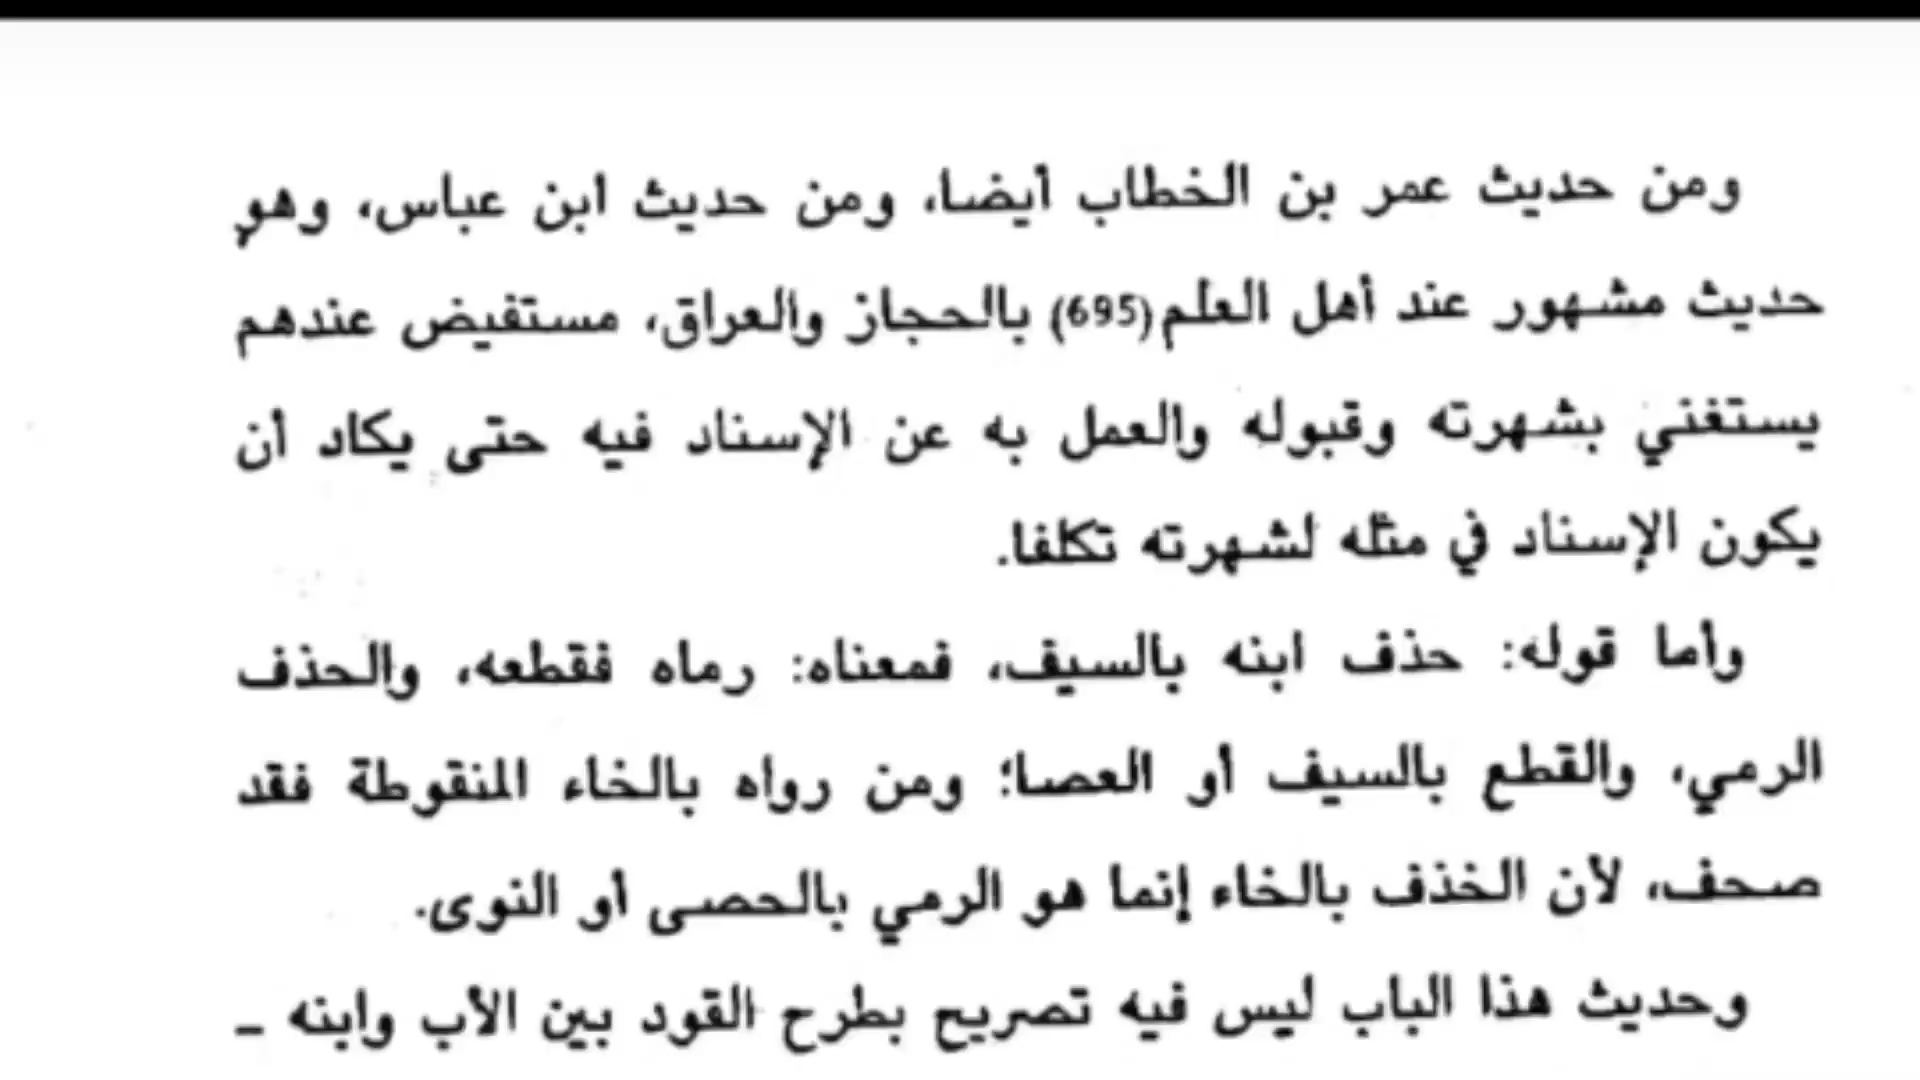 ومن حديث عمر بن الخطاب أيضا، ومن حديث ابن عباس، وهو
حديث مشهور عند أهل العلم(695) بالحجاز والعراق، مستفيض عندهم
يستغني بشهرته وقبوله والعمل به عن الإسناد فيه حتى يكاد أن
يكون الإسناد في مثله لشهرته تكلفا.
وأما قوله: حذف ابنه بالسيف، فمعناه: رماه فقطعه، والحذف
الرمي، والقطع بالسيف أو العصا؛ ومن رواه بالخاء المنقوطة فقد
صحف، لأن الخذف بالخاء إنما هو الرمي بالحصى أو النوى.
وحديث هذا الباب ليس فيه تصريح بطرح القود بين الأب وابنه ـ